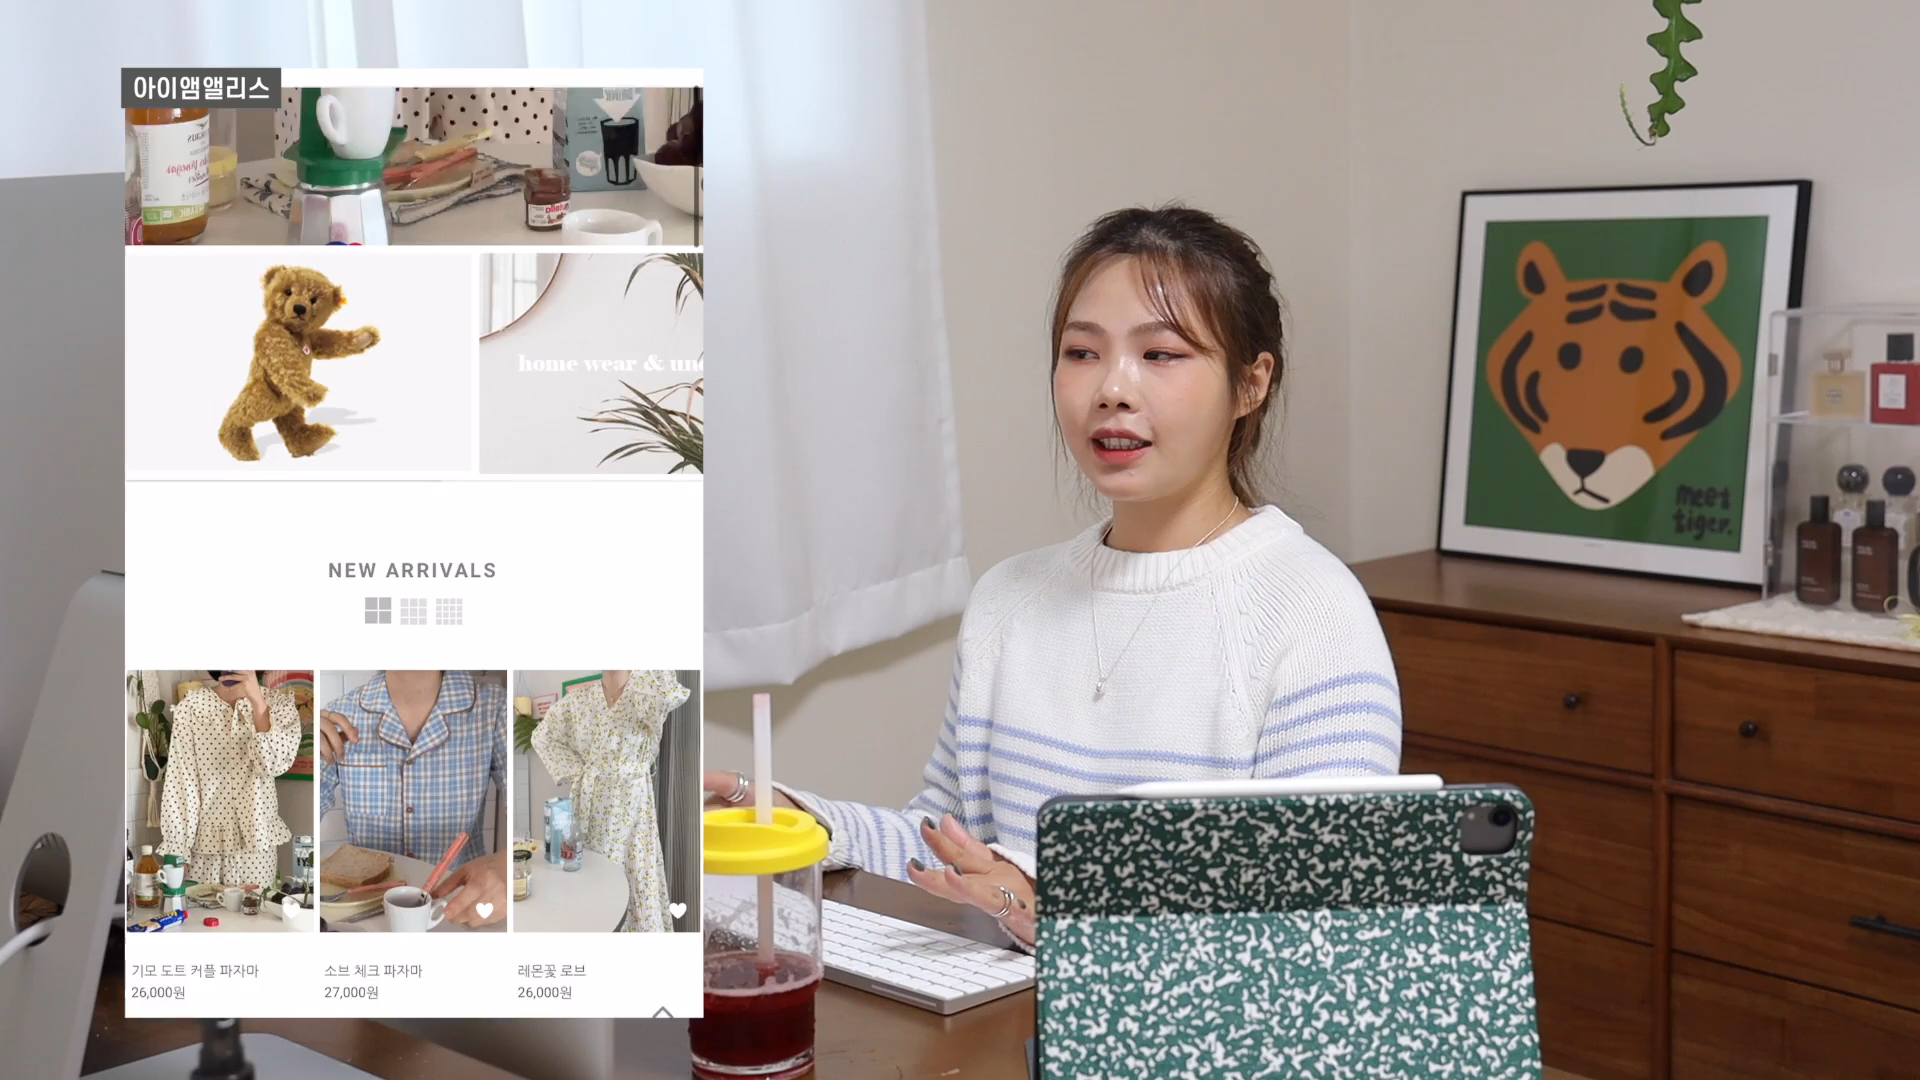 아이앰앨리스
nutella
home wear & un
NEW ARRIVALS
기모 도트 커플 파자마
26,000원
소브 체크 파자마
27,000원
레몬꽃 로브
26,000원
meet
tiger.